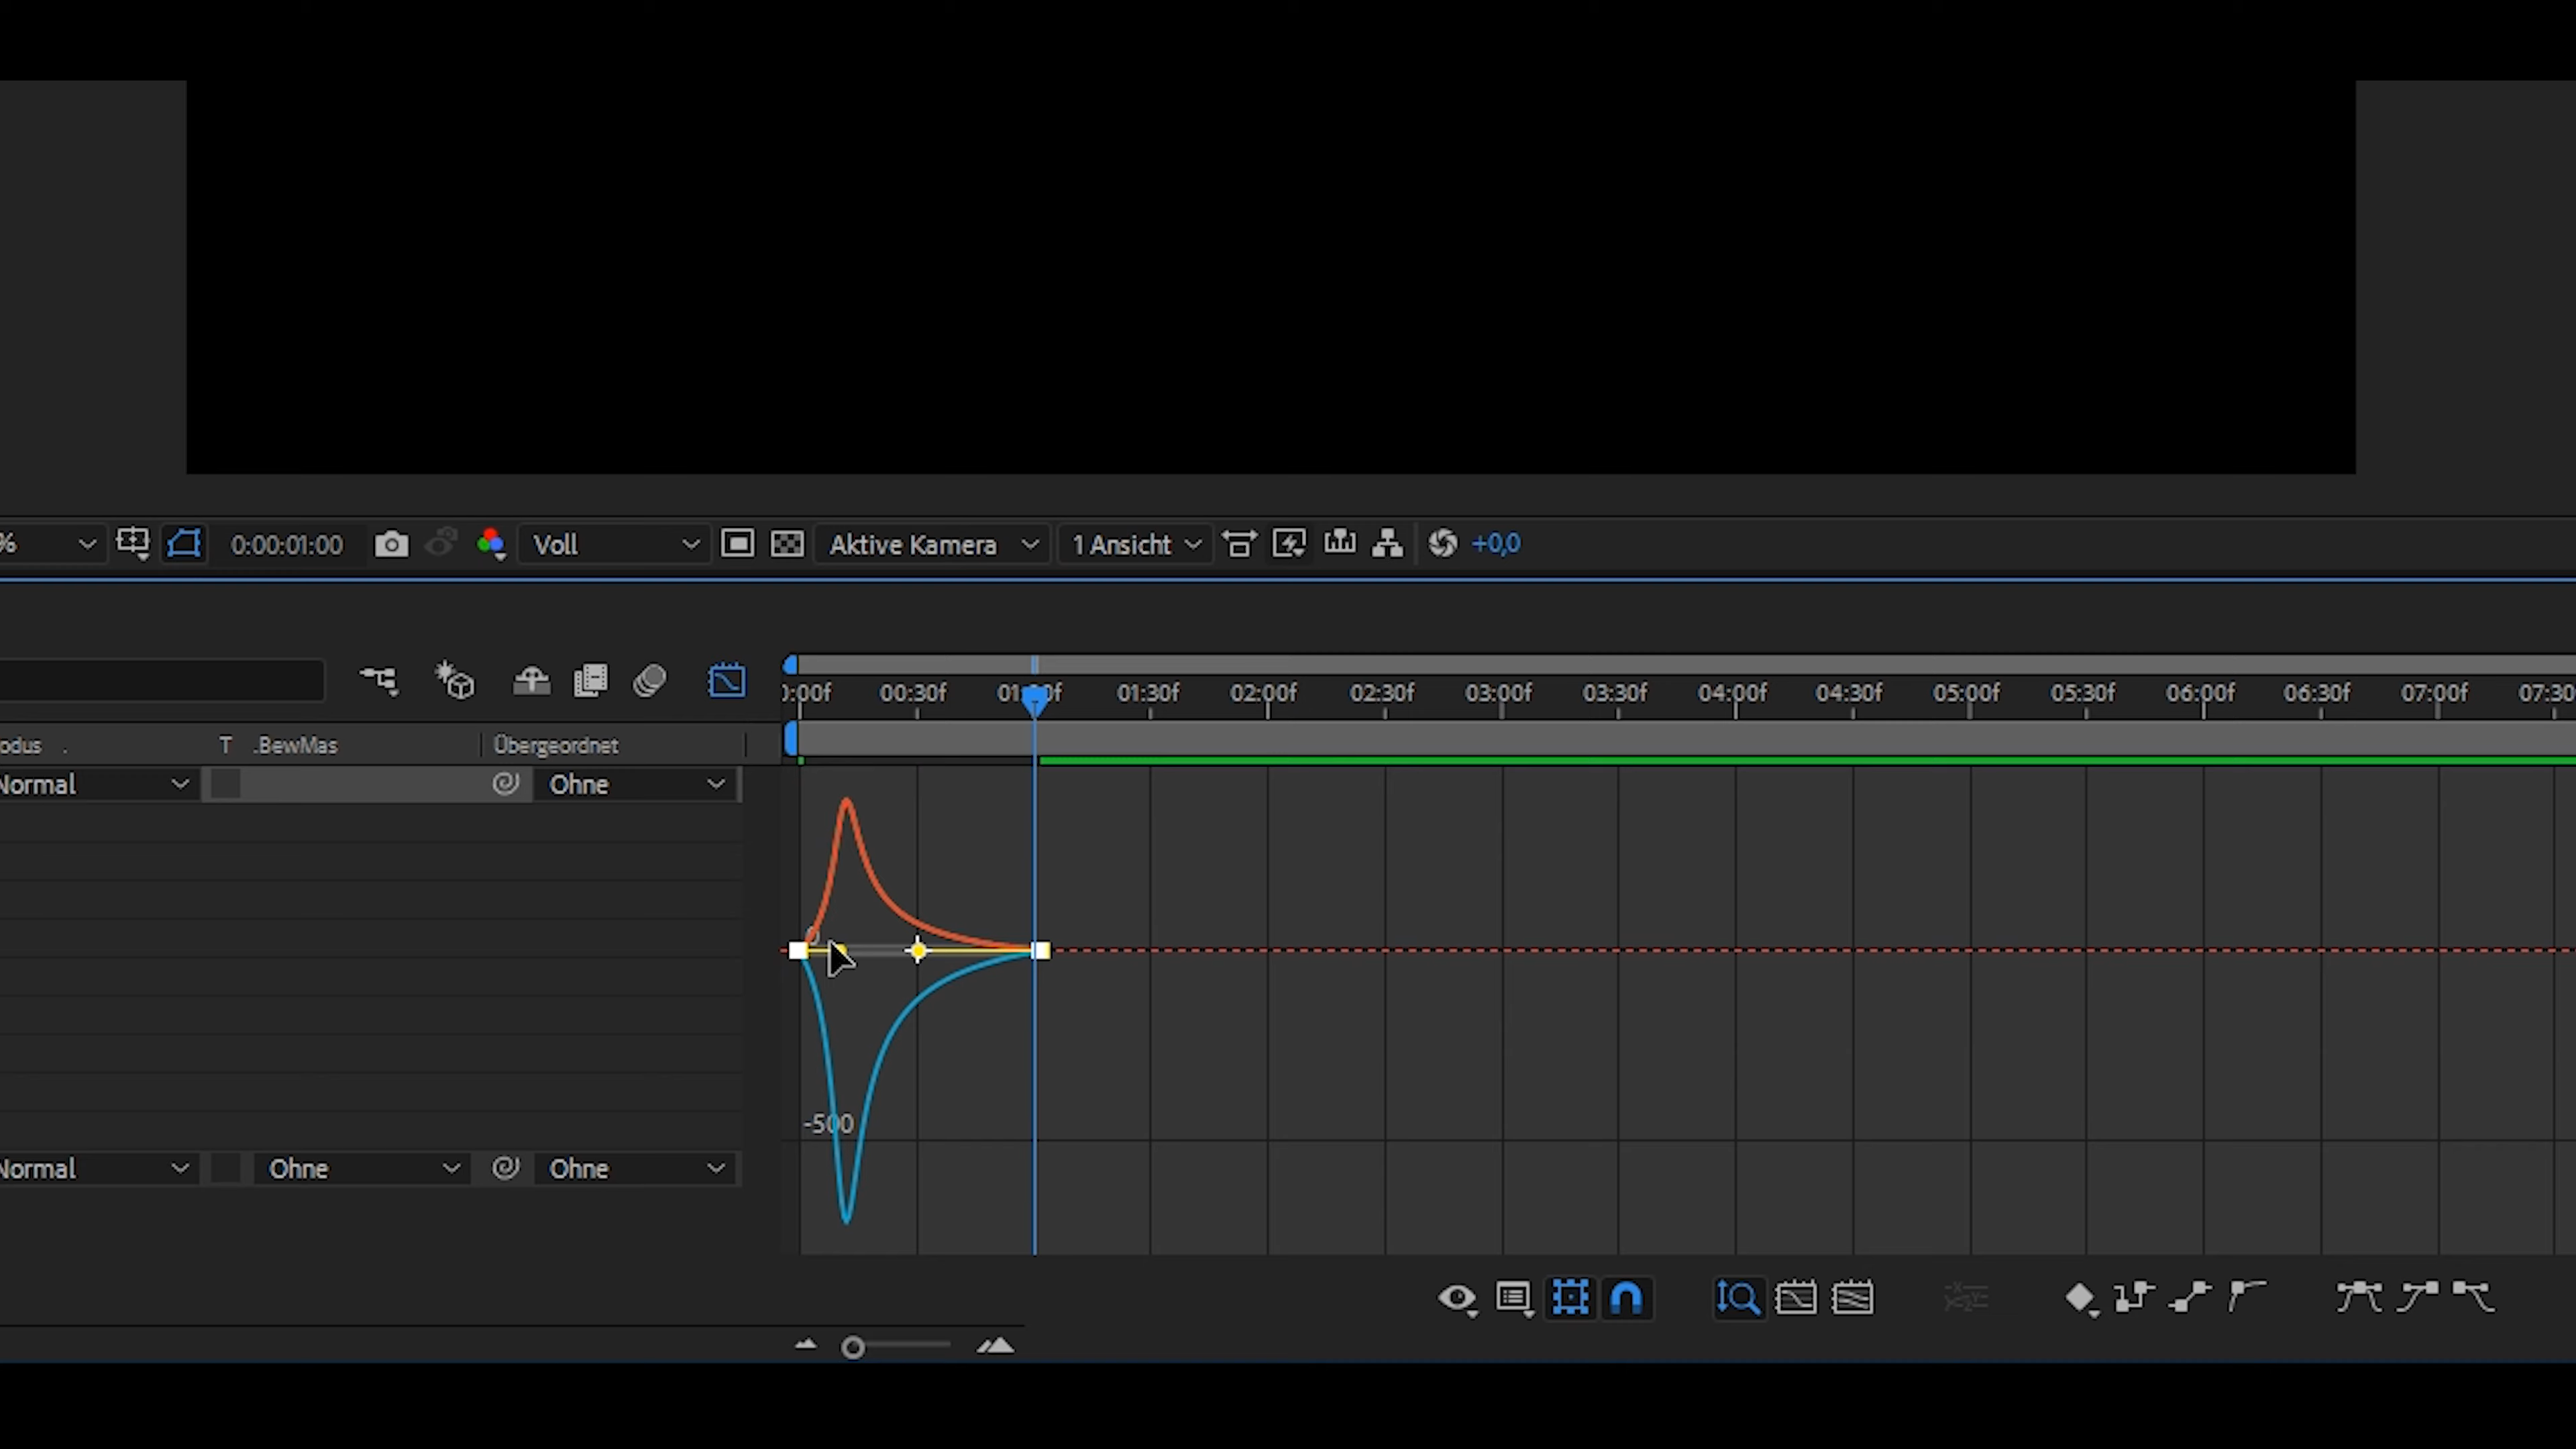 % 0:00:01:00 Voll Aktive Kamera 1 Ansicht +0,0
0:00f 00:30f 01:00f 01:30f 02:00f 02:30f 03:00f 03:30f 04:00f 04:30f 05:00f 05:30f 06:00f 06:30f 07:00f 07:30
odus . T .BewMas Übergeordnet
Normal Ohne
0
-500
Normal Ohne Ohne